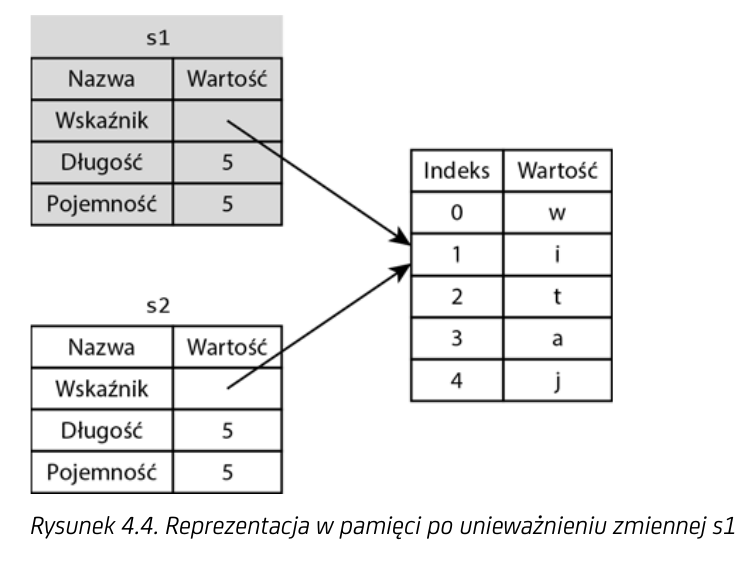 s1
Nazwa Wartość
Wskaźnik
Długość 5
Pojemność 5
s2
Nazwa Wartość
Wskaźnik
Długość 5
Pojemność 5
Indeks Wartość
0 w
1 i
2 t
3 a
4 j
Rysunek 4.4. Reprezentacja w pamięci po unieważnieniu zmiennej s1